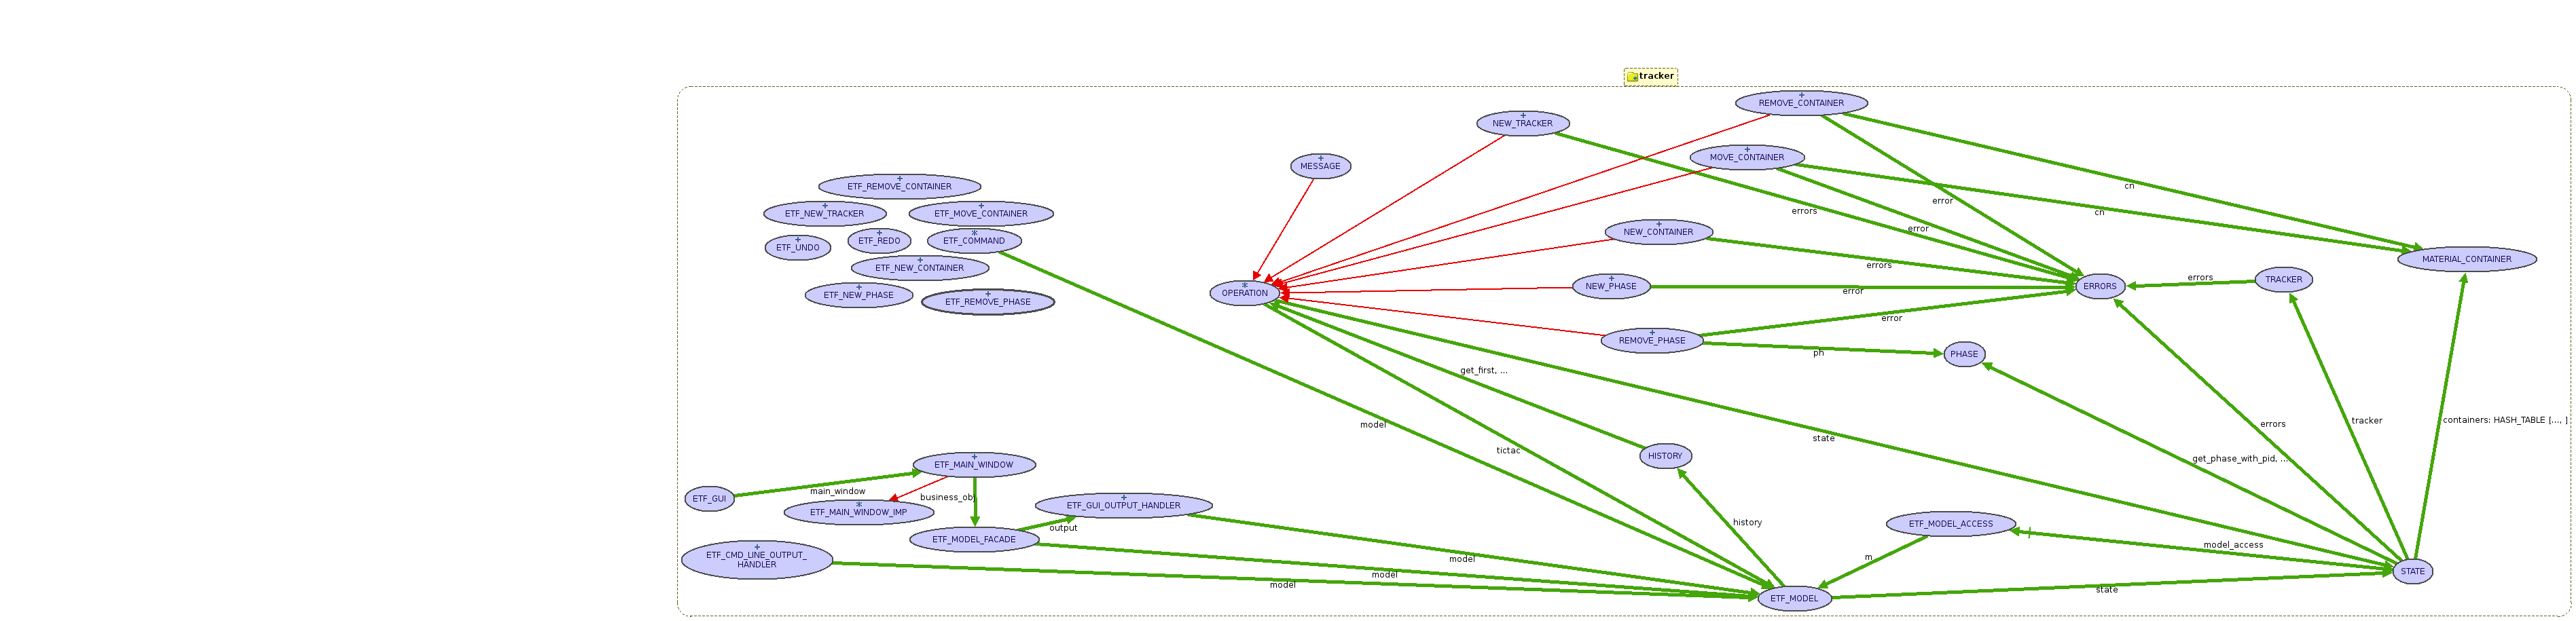 tracker
+
REMOVE_CONTAINER
+
NEW_TRACKER
+
MOVE_CONTAINER
+
MESSAGE
+
ETF_REMOVE_CONTAINER
cn
+
ETF_NEW_TRACKER
+
ETF_MOVE_CONTAINER
errors
error
cn
+
NEW_CONTAINER
error
+
ETF_UNDO
+
ETF_REDO
*
ETF_COMMAND
MATERIAL_CONTAINER
+
ETF_NEW_CONTAINER
errors
+
ETF_NEW_PHASE
+
ETF_REMOVE_PHASE
*
OPERATION
+
NEW_PHASE
error
ERRORS
errors
TRACKER
error
+
REMOVE_PHASE
ph
PHASE
get_first, ...
model
state
errors
tracker
containers: HASH_TABLE [..., ]
tictac
HISTORY
get_phase_with_pid, ...
+
ETF_MAIN_WINDOW
main_window
ETF_GUI
business_obj
*
ETF_MAIN_WINDOW_IMP
+
ETF_GUI_OUTPUT_HANDLER
output
history
ETF_MODEL_ACCESS
ETF_MODEL_FACADE
model_access
+
ETF_CMD_LINE_OUTPUT_
HANDLER
model
m
model
model
STATE
state
ETF_MODEL